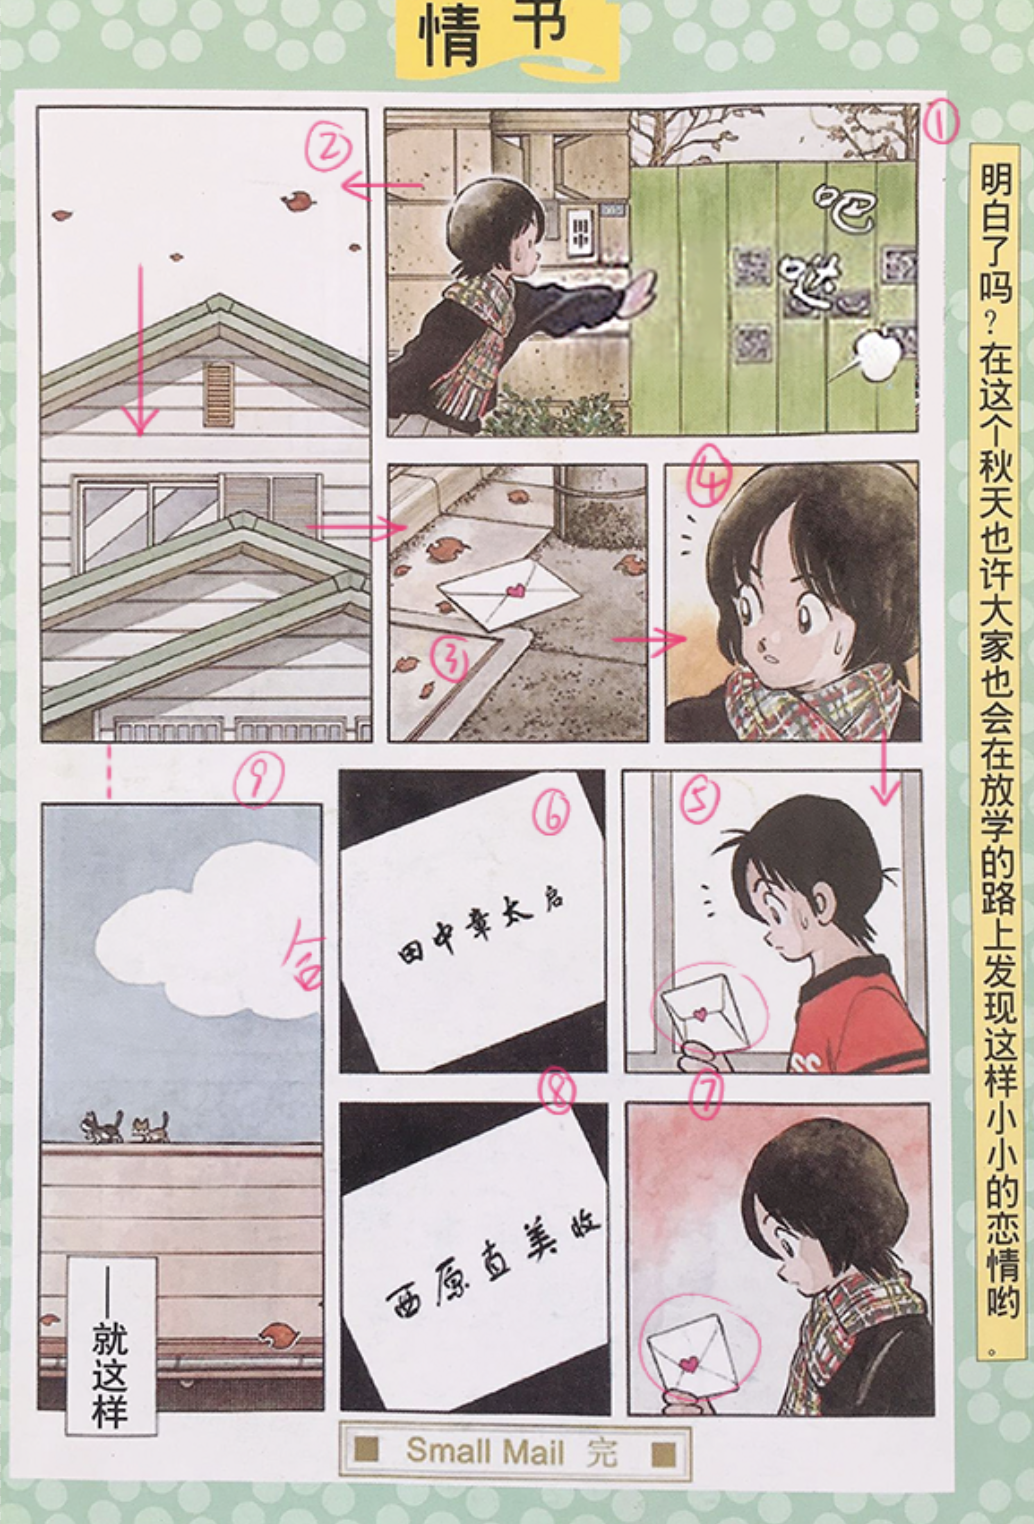 情书
①
②
田中
吧
哒
③
④
⑤
⑥
田中章太启
⑦
⑧
西原直美收
⑨
合
——就这样
Small Mail 完
明白了吗？在这个秋天也许大家也会在放学的路上发现这样小小的恋情哟。